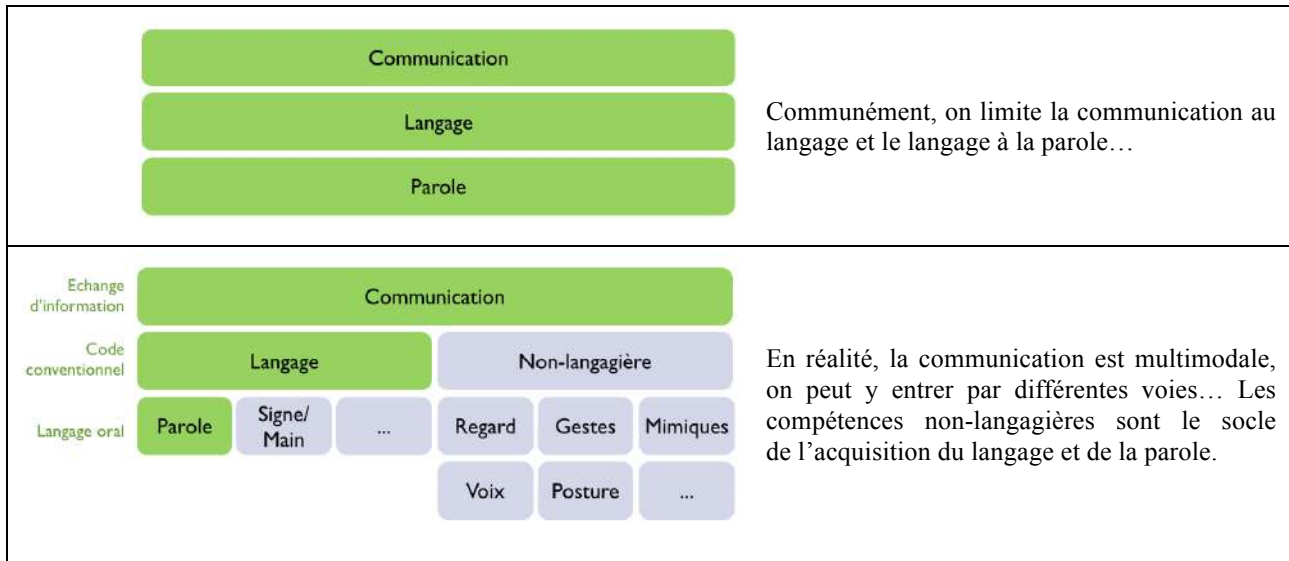 Communication
Langage
Parole
Communément, on limite la communication au
langage et le langage à la parole…
Echange
d'information
Communication
Code
conventionnel
Langage
Non-langagière
Langage oral
Parole
Signe/
Main
...
Regard
Gestes
Mimiques
Voix
Posture
...
En réalité, la communication est multimodale,
on peut y entrer par différentes voies… Les
compétences non-langagières sont le socle
de l’acquisition du langage et de la parole.